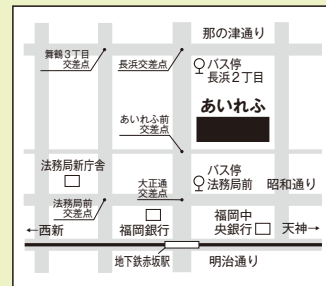 那の津通り
舞鶴3丁目
交差点
長浜交差点
バス停
長浜2丁目
あいれふ
あいれふ前
交差点
法務局新庁舎
大正通
交差点
バス停
法務局前
昭和通り
法務局前
交差点
←西新
福岡銀行
福岡中
央銀行
天神→
地下鉄赤坂駅
明治通り